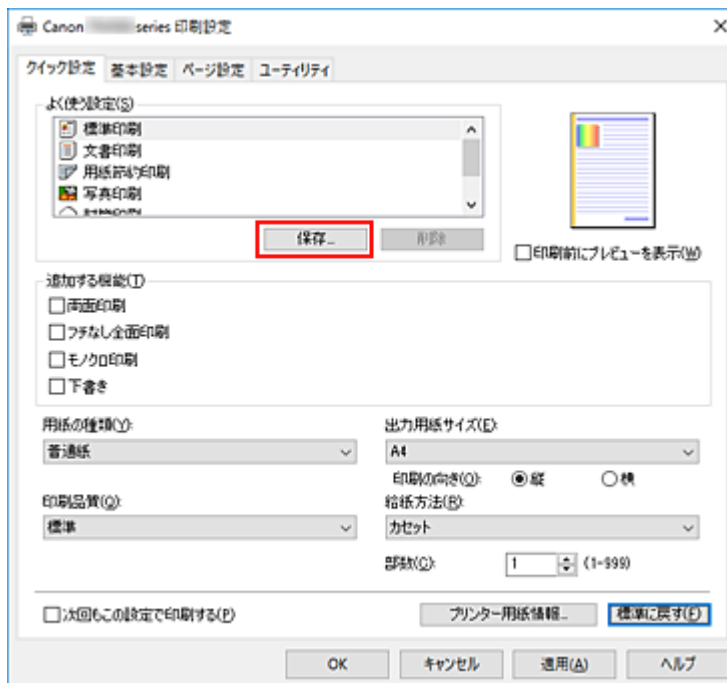 Canon series 印刷設定
クイック設定 基本設定 ページ設定 ユーティリティ
よく使う設定(S)
標準印刷
文書印刷
用紙節約印刷
写真印刷
保存... 削除
印刷前にプレビューを表示(W)
追加する機能(T)
両面印刷
フチなし全面印刷
モノクロ印刷
下書き
用紙の種類(Y):
普通紙
出力用紙サイズ(E):
A4
印刷の向き(O): 縦 横
印刷品質(Q):
標準
給紙方法(R):
カセット
部数(C): 1 (1-999)
次回もこの設定で印刷する(P)
プリンター用紙情報... 標準に戻す(F)
OK キャンセル 適用(A) ヘルプ